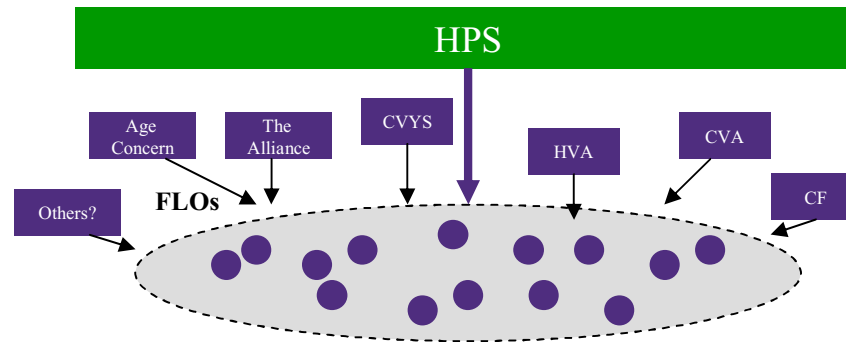 HPS
Age
Concern
The
Alliance
CVYS
HVA
CVA
CF
Others?
FLOs